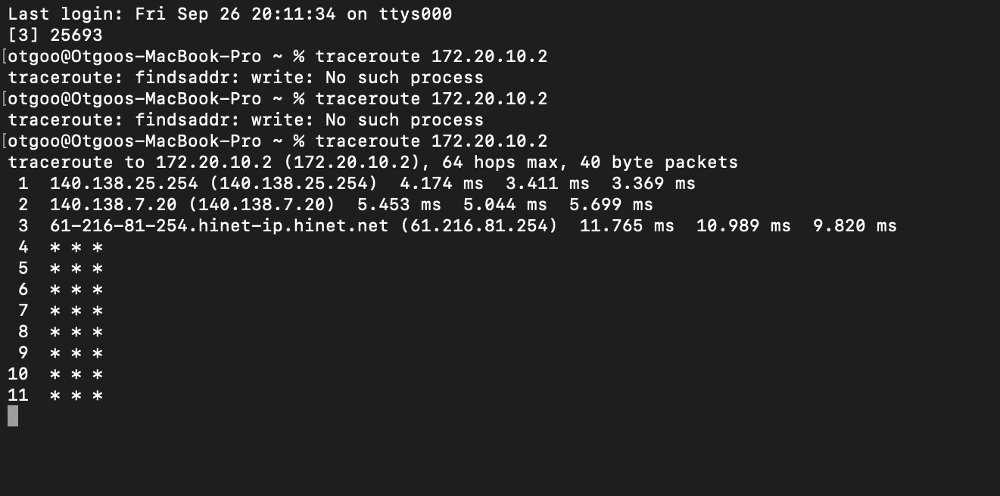 Last login: Fri Sep 26 20:11:34 on ttys000
[3] 25693
[otgoo@Otgoos-MacBook-Pro ~ % traceroute 172.20.10.2
traceroute: findsaddr: write: No such process
[otgoo@Otgoos-MacBook-Pro ~ % traceroute 172.20.10.2
traceroute: findsaddr: write: No such process
[otgoo@Otgoos-MacBook-Pro ~ % traceroute 172.20.10.2
traceroute to 172.20.10.2 (172.20.10.2), 64 hops max, 40 byte packets
 1  140.138.25.254 (140.138.25.254)  4.174 ms  3.411 ms  3.369 ms
 2  140.138.7.20 (140.138.7.20)  5.453 ms  5.044 ms  5.699 ms
 3  61-216-81-254.hinet-ip.hinet.net (61.216.81.254)  11.765 ms  10.989 ms  9.820 ms
 4  * * *
 5  * * *
 6  * * *
 7  * * *
 8  * * *
 9  * * *
10  * * *
11  * * *